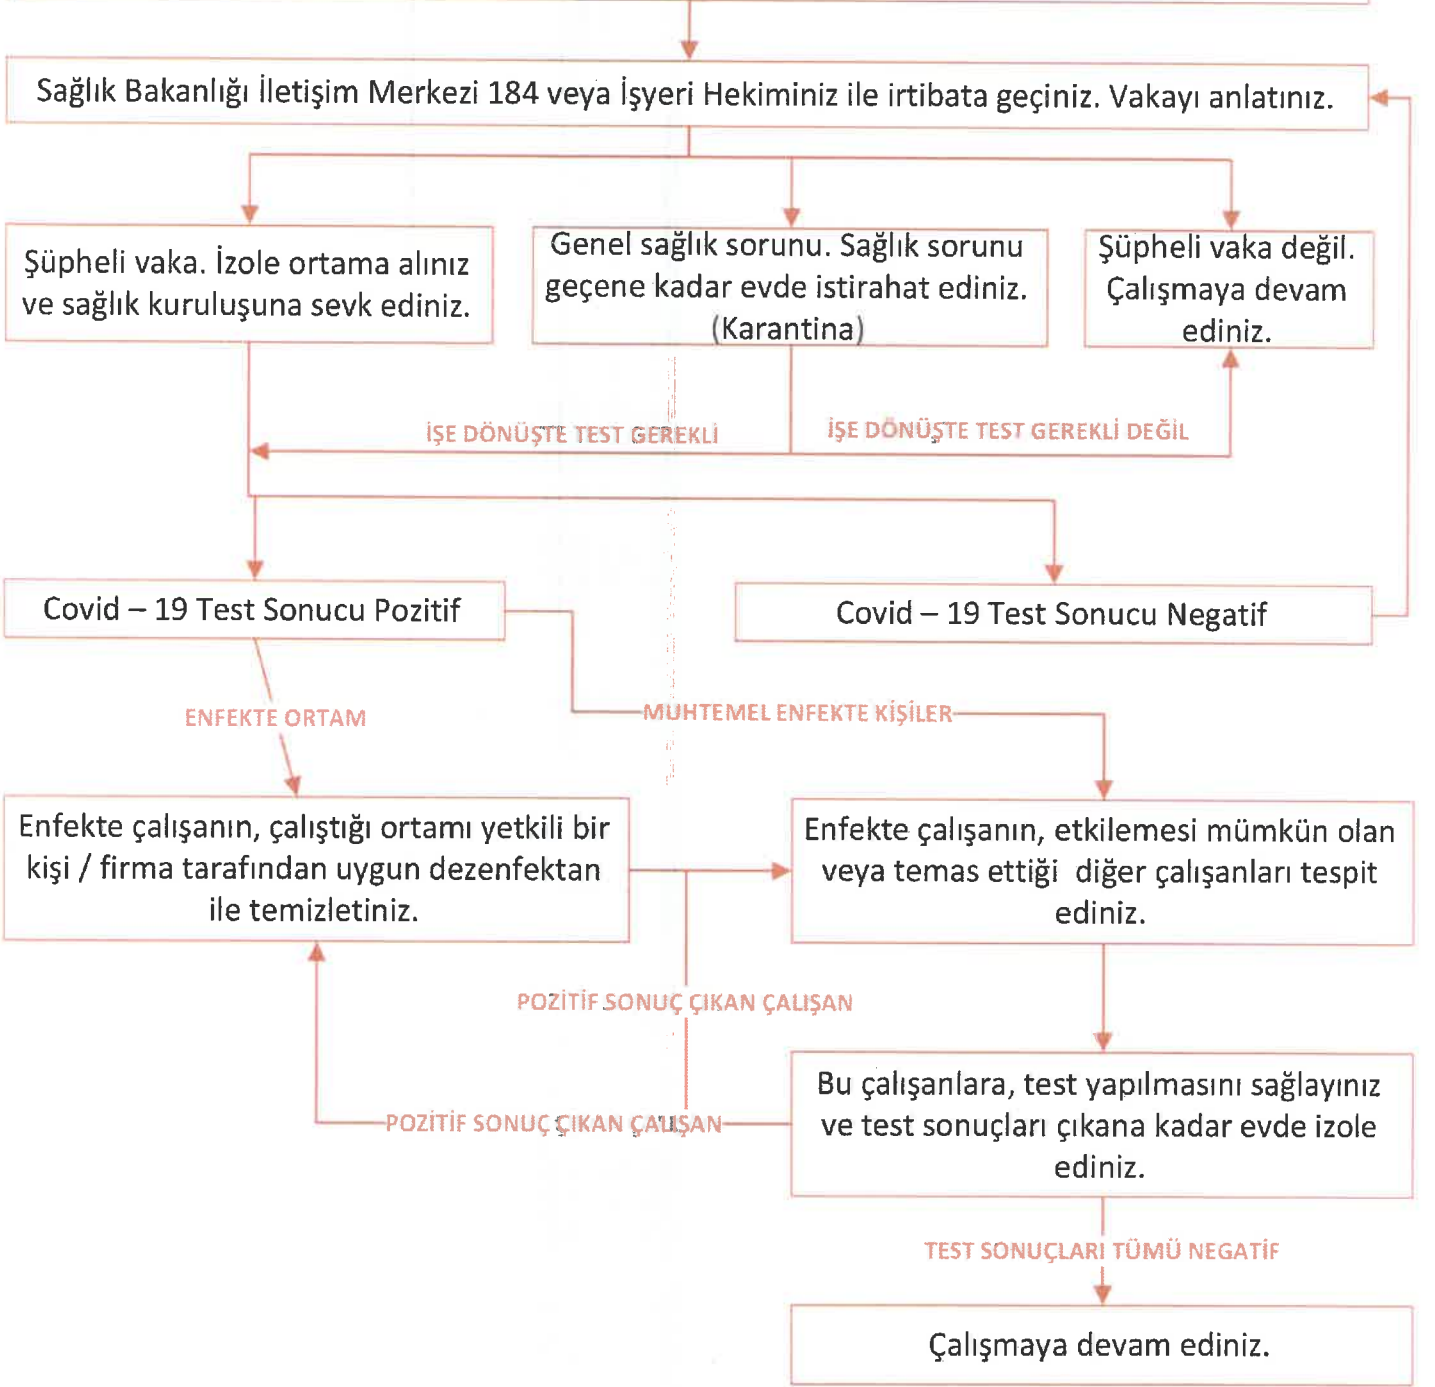 Sağlık Bakanlığı İletişim Merkezi 184 veya İşyeri Hekiminiz ile irtibata geçiniz. Vakayı anlatınız.
Şüpheli vaka. İzole ortama alınız
ve sağlık kuruluşuna sevk ediniz.
Genel sağlık sorunu. Sağlık sorunu
geçene kadar evde istirahat ediniz.
(Karantina)
Şüpheli vaka değil.
Çalışmaya devam
ediniz.
İŞE DÖNÜŞTE TEST GEREKLİ
İŞE DÖNÜŞTE TEST GEREKLİ DEĞİL
Covid – 19 Test Sonucu Pozitif
Covid – 19 Test Sonucu Negatif
ENFEKTE ORTAM
MUHTEMEL ENFEKTE KİŞİLER
Enfekte çalışanın, çalıştığı ortamı yetkili bir
kişi / firma tarafından uygun dezenfektan
ile temizletiniz.
Enfekte çalışanın, etkilemesi mümkün olan
veya temas ettiği diğer çalışanları tespit
ediniz.
POZİTİF SONUÇ ÇIKAN ÇALIŞAN
Bu çalışanlara, test yapılmasını sağlayınız
ve test sonuçları çıkana kadar evde izole
ediniz.
POZİTİF SONUÇ ÇIKAN ÇALIŞAN
TEST SONUÇLARI TÜMÜ NEGATİF
Çalışmaya devam ediniz.